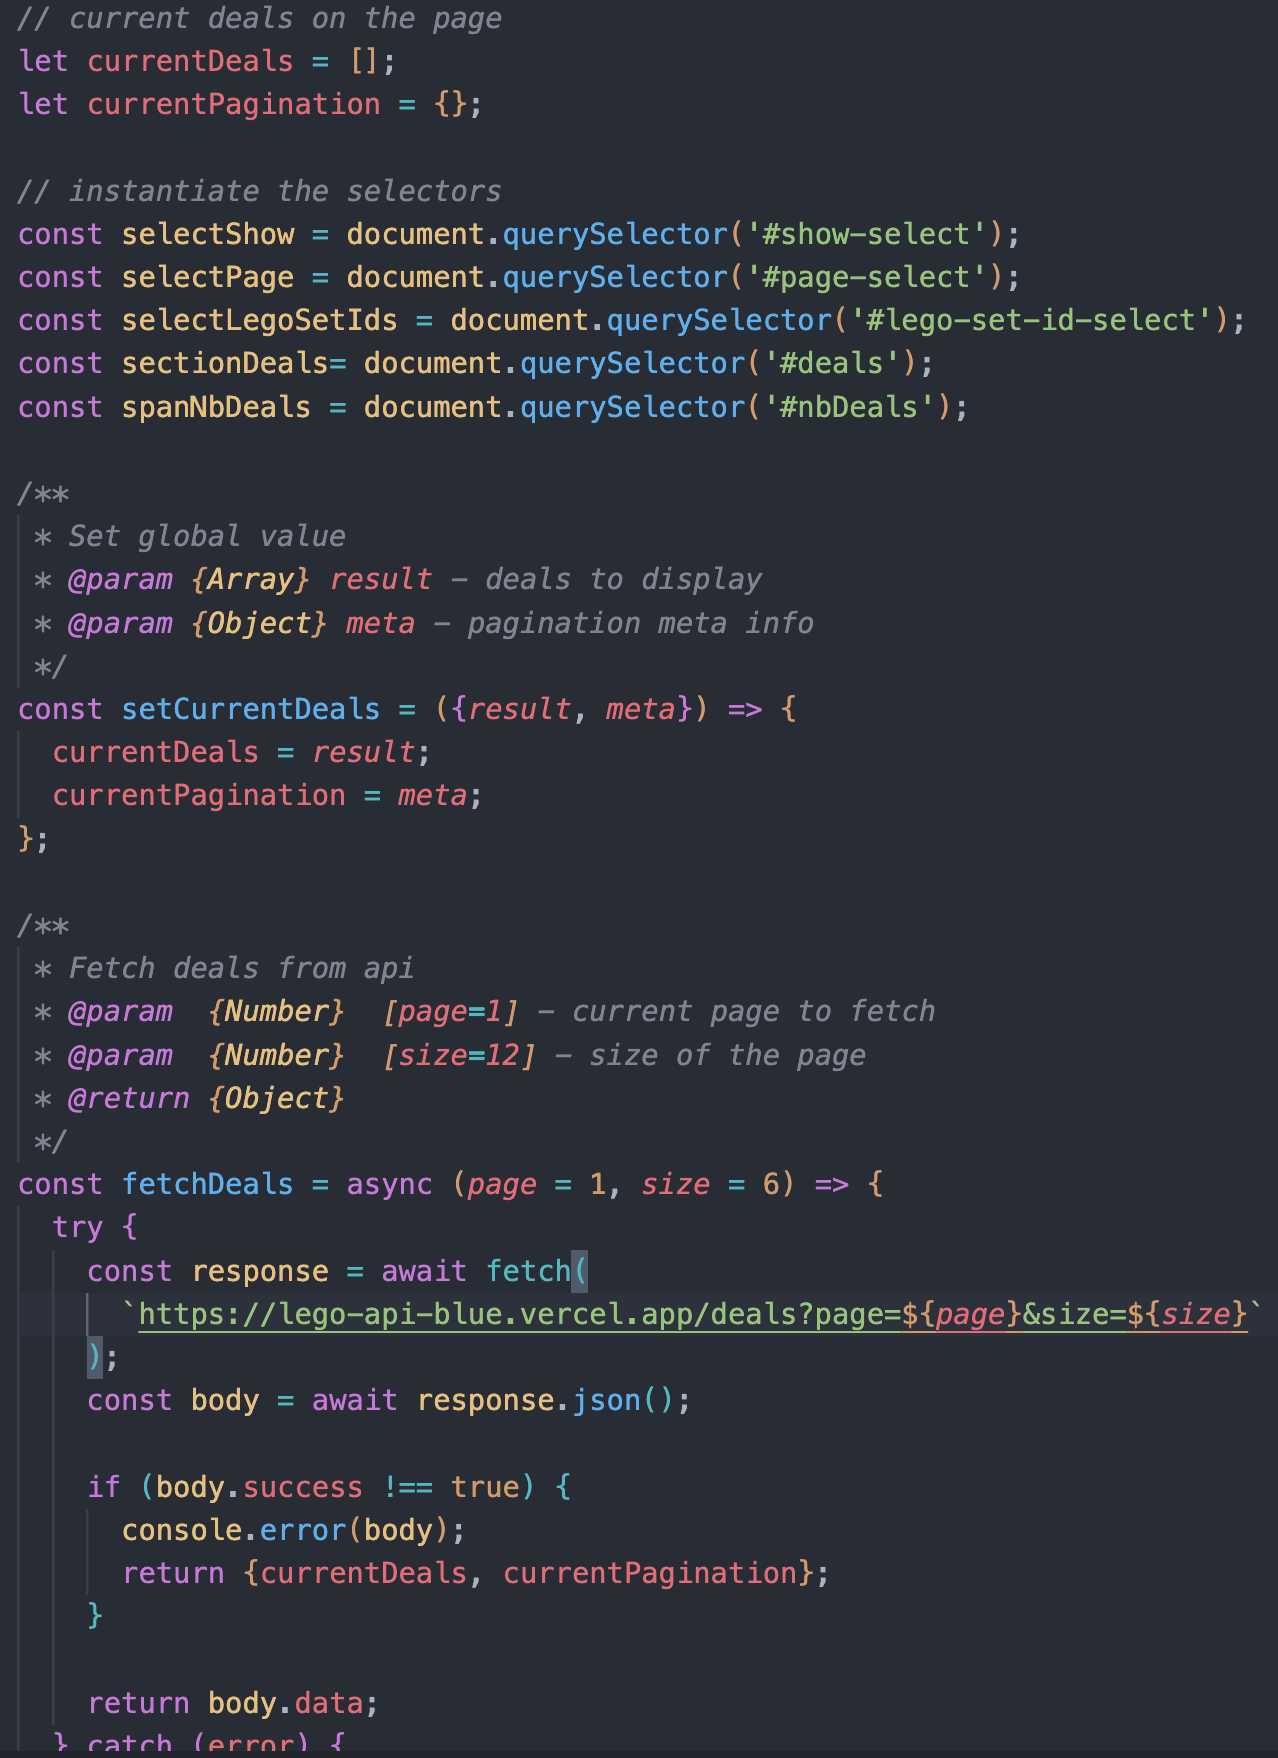 // current deals on the page
let currentDeals = [];
let currentPagination = {};
// instantiate the selectors
const selectShow = document.querySelector('#show-select');
const selectPage = document.querySelector('#page-select');
const selectLegoSetIds = document.querySelector('#lego-set-id-select');
const sectionDeals= document.querySelector('#deals');
const spanNbDeals = document.querySelector('#nbDeals');
/**
 * Set global value
 * @param {Array} result - deals to display
 * @param {Object} meta - pagination meta info
 */
const setCurrentDeals = ({result, meta}) => {
  currentDeals = result;
  currentPagination = meta;
};
/**
 * Fetch deals from api
 * @param  {Number}  [page=1] - current page to fetch
 * @param  {Number}  [size=12] - size of the page
 * @return {Object}
 */
const fetchDeals = async (page = 1, size = 6) => {
  try {
    const response = await fetch(
      `https://lego-api-blue.vercel.app/deals?page=${page}&size=${size}`
    );
    const body = await response.json();
    if (body.success !== true) {
      console.error(body);
      return {currentDeals, currentPagination};
    }
    return body.data;
  } catch (error) {